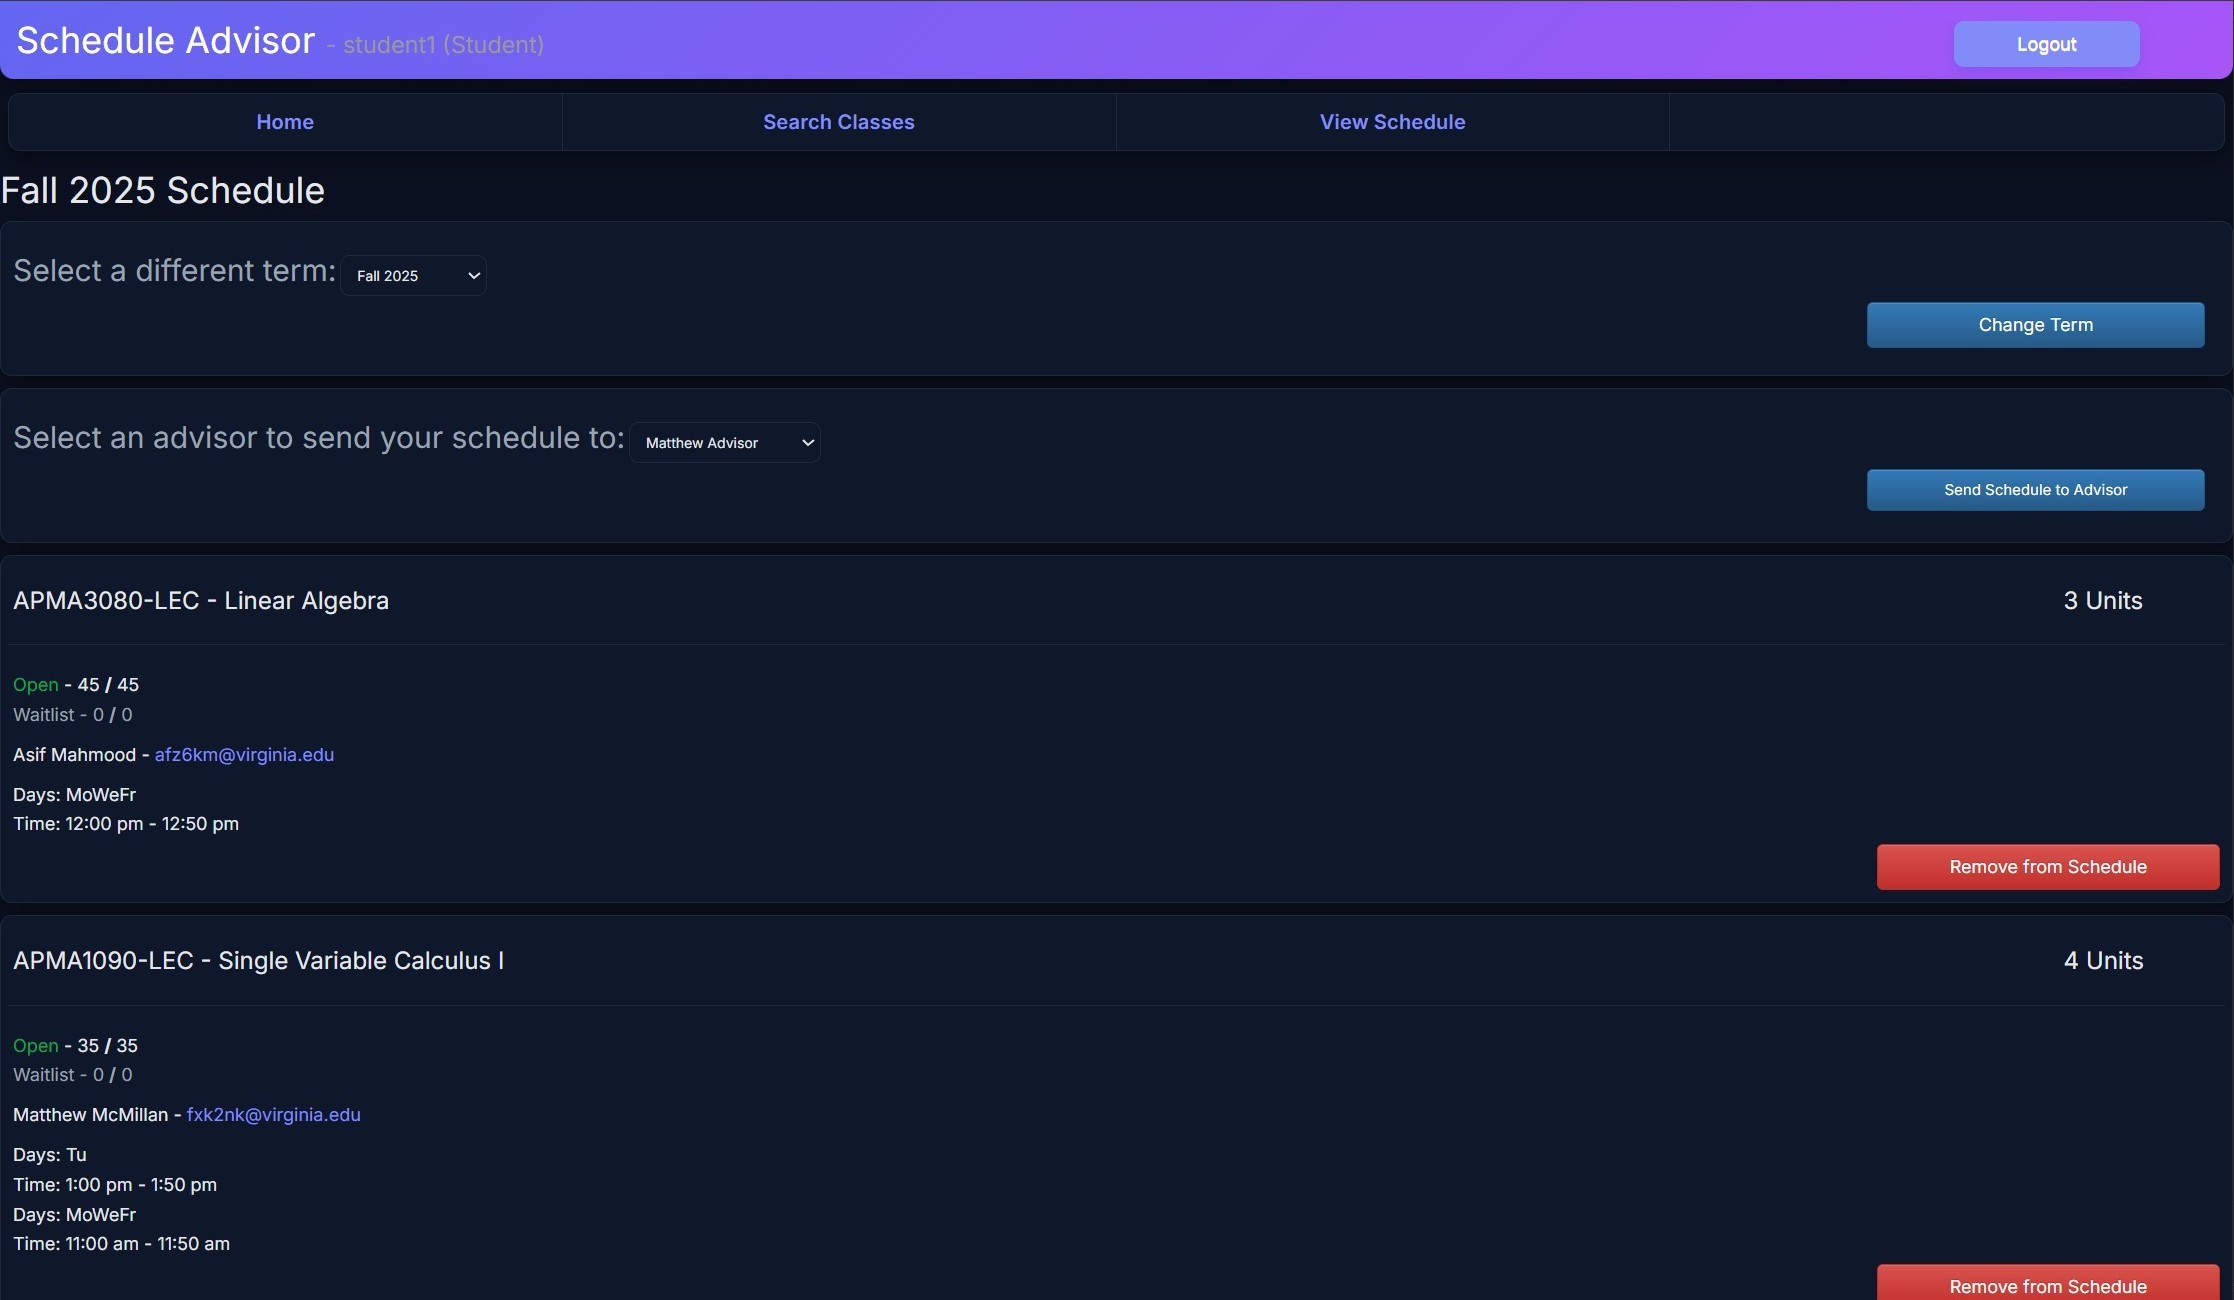 Schedule Advisor - student1 (Student)
Logout
Home
Search Classes
View Schedule
Fall 2025 Schedule
Select a different term: Fall 2025
Change Term
Select an advisor to send your schedule to: Matthew Advisor
Send Schedule to Advisor
APMA3080-LEC - Linear Algebra
3 Units
Open - 45 / 45
Waitlist - 0 / 0
Asif Mahmood - afz6km@virginia.edu
Days: MoWeFr
Time: 12:00 pm - 12:50 pm
Remove from Schedule
APMA1090-LEC - Single Variable Calculus I
4 Units
Open - 35 / 35
Waitlist - 0 / 0
Matthew McMillan - fxk2nk@virginia.edu
Days: Tu
Time: 1:00 pm - 1:50 pm
Days: MoWeFr
Time: 11:00 am - 11:50 am
Remove from Schedule